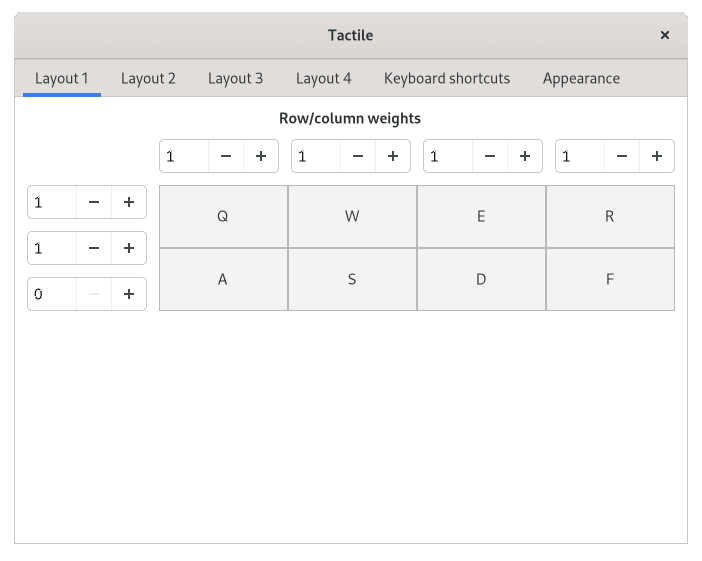 Tactile ×
Layout 1 Layout 2 Layout 3 Layout 4 Keyboard shortcuts Appearance
Row/column weights
1 − + 1 − + 1 − + 1 − +
1 − +
Q W E R
1 − +
A S D F
0 − +